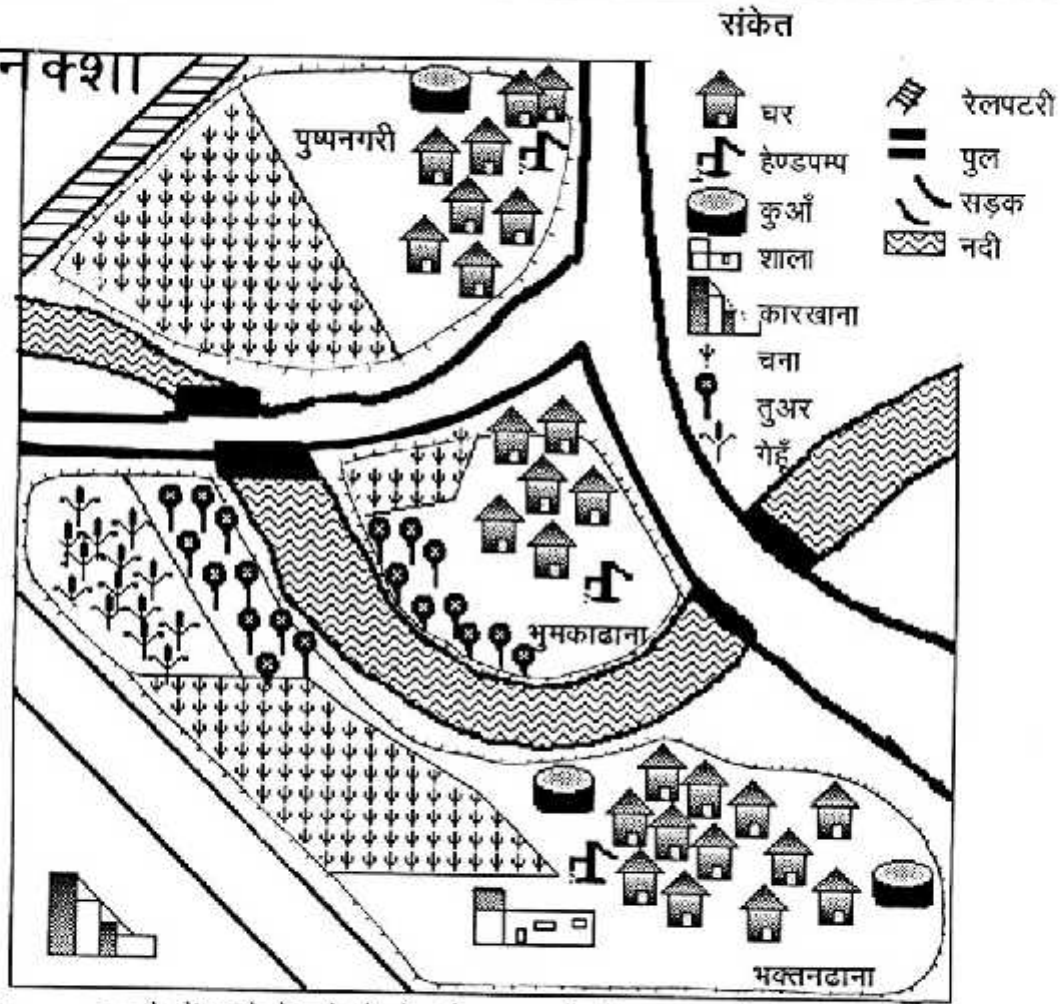 संकेत
नक्शा
घर
हेण्डपम्प
कुआँ
शाला
कारखाना
चना
तुअर
गेहूँ
रेलपटरी
पुल
सड़क
नदी
पुष्पनगरी
भुमकाढाना
भक्तनढाना